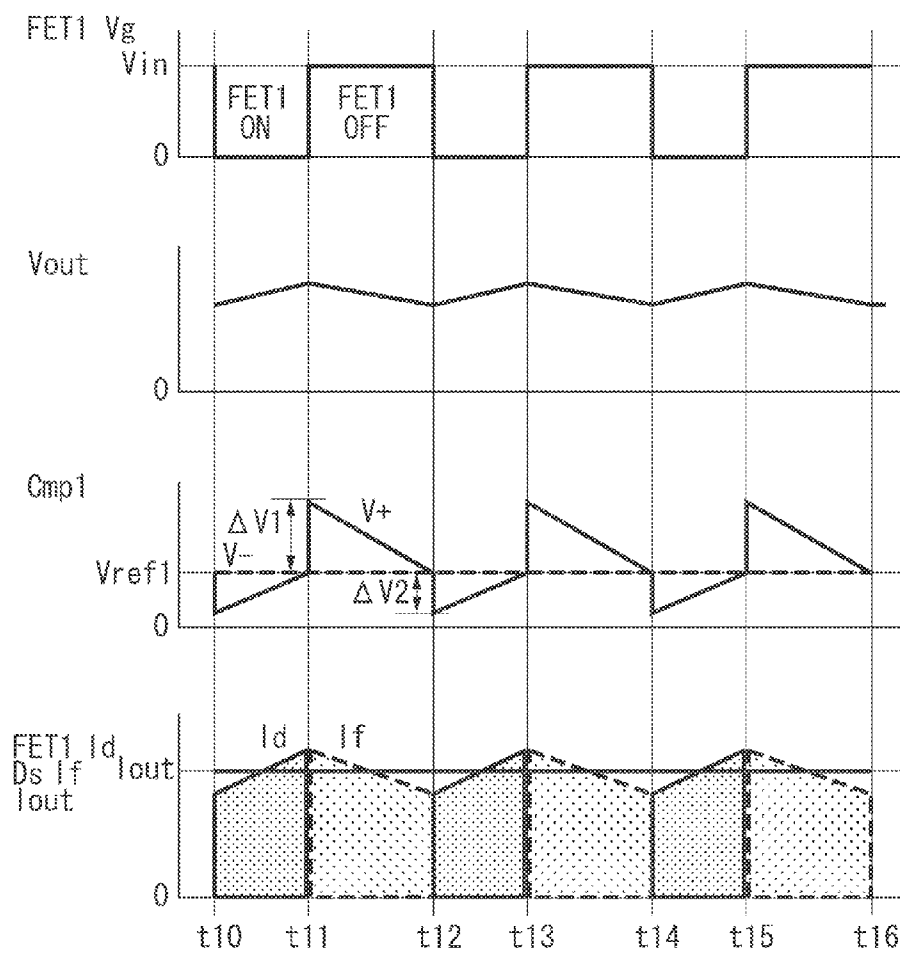 FET1 Vg
Vin
FET1
ON
FET1
OFF
0
Vout
0
Cmp1
ΔV1
V+
V-
Vref1
ΔV2
0
FET1 Id
Ds If
Iout
Iout
Id
If
0
t10 t11 t12 t13 t14 t15 t16